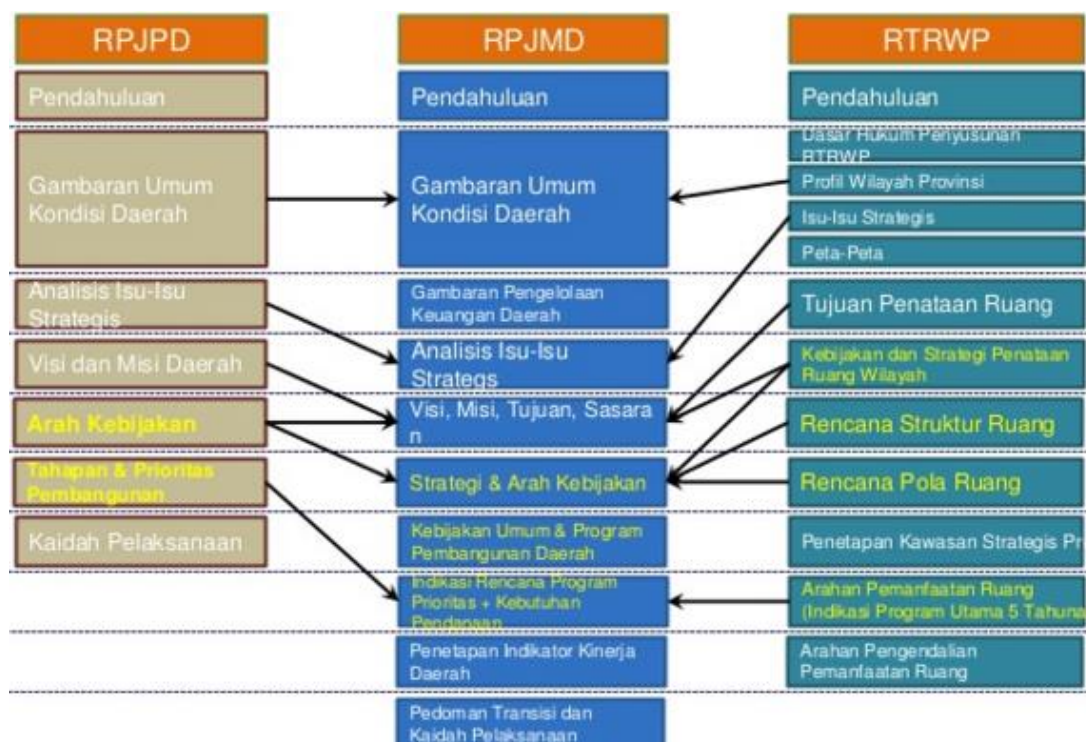 RPJPD
Pendahuluan
Gambaran Umum
Kondisi Daerah
Analisis Isu-Isu
Strategis
Visi dan Misi Daerah
Arah Kebijakan
Tahapan & Prioritas
Pembangunan
Kaidah Pelaksanaan
RPJMD
Pendahuluan
Gambaran Umum
Kondisi Daerah
Gambaran Pengelolaan
Keuangan Daerah
Analisis Isu-Isu
Strategs
Visi, Misi, Tujuan, Sasara
n
Strategi & Arah Kebijakan
Kebijakan Umum & Program
Pembangunan Daerah
Indikasi Rencana Program
Prioritas + Kebutuhan
Pendanaan
Penetapan Indikator Kinerja
Daerah
Pedoman Transisi dan
Kaidah Pelaksanaan
RTRWP
Pendahuluan
Dasar Hukum Penyusunan
RTRWP
Profil Wilayah Provinsi
Isu-Isu Strategis
Peta-Peta
Tujuan Penataan Ruang
Kebijakan dan Strategi Penataan
Ruang Wilayah
Rencana Struktur Ruang
Rencana Pola Ruang
Penetapan Kawasan Strategis Pr
Arahan Pemanfaatan Ruang
(Indikasi Program Utama 5 Tahuna
Arahan Pengendalian
Pemanfaatan Ruang